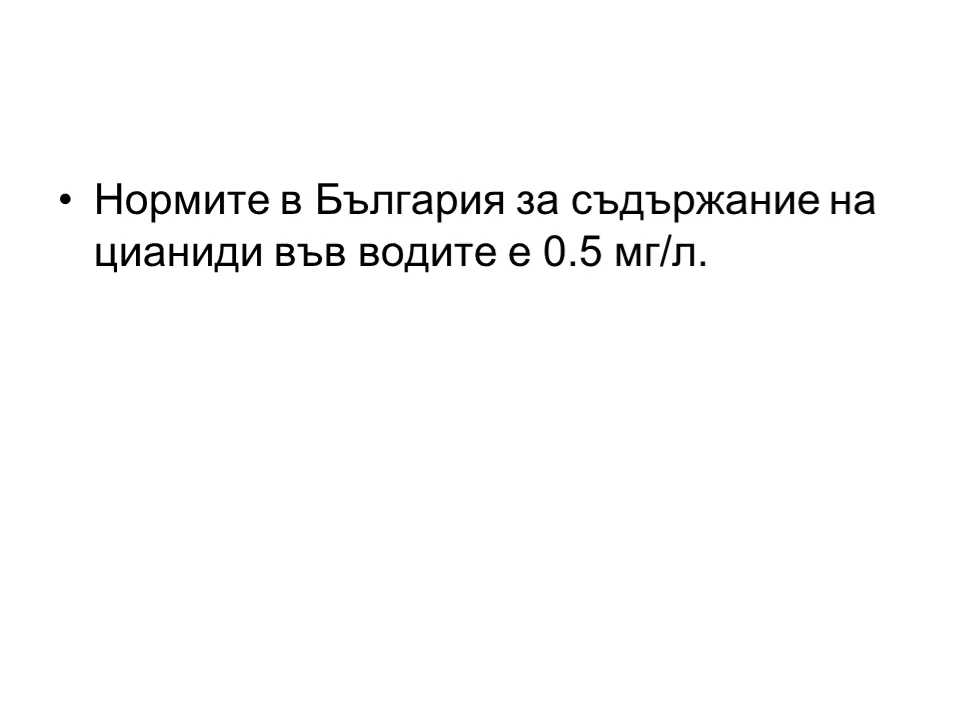 • Нормите в България за съдържание на
цианиди във водите е 0.5 мг/л.